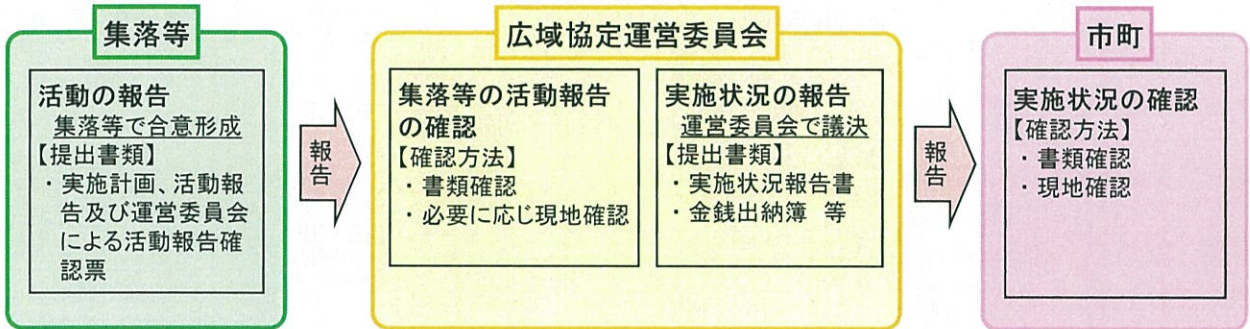 集落等
活動の報告
集落等で合意形成
【提出書類】
・実施計画、活動報
告及び運営委員会
による活動報告確
認票
報告
広域協定運営委員会
集落等の活動報告
の確認
【確認方法】
・書類確認
・必要に応じ現地確認
実施状況の報告
運営委員会で議決
【提出書類】
・実施状況報告書
・金銭出納簿 等
報告
市町
実施状況の確認
【確認方法】
・書類確認
・現地確認